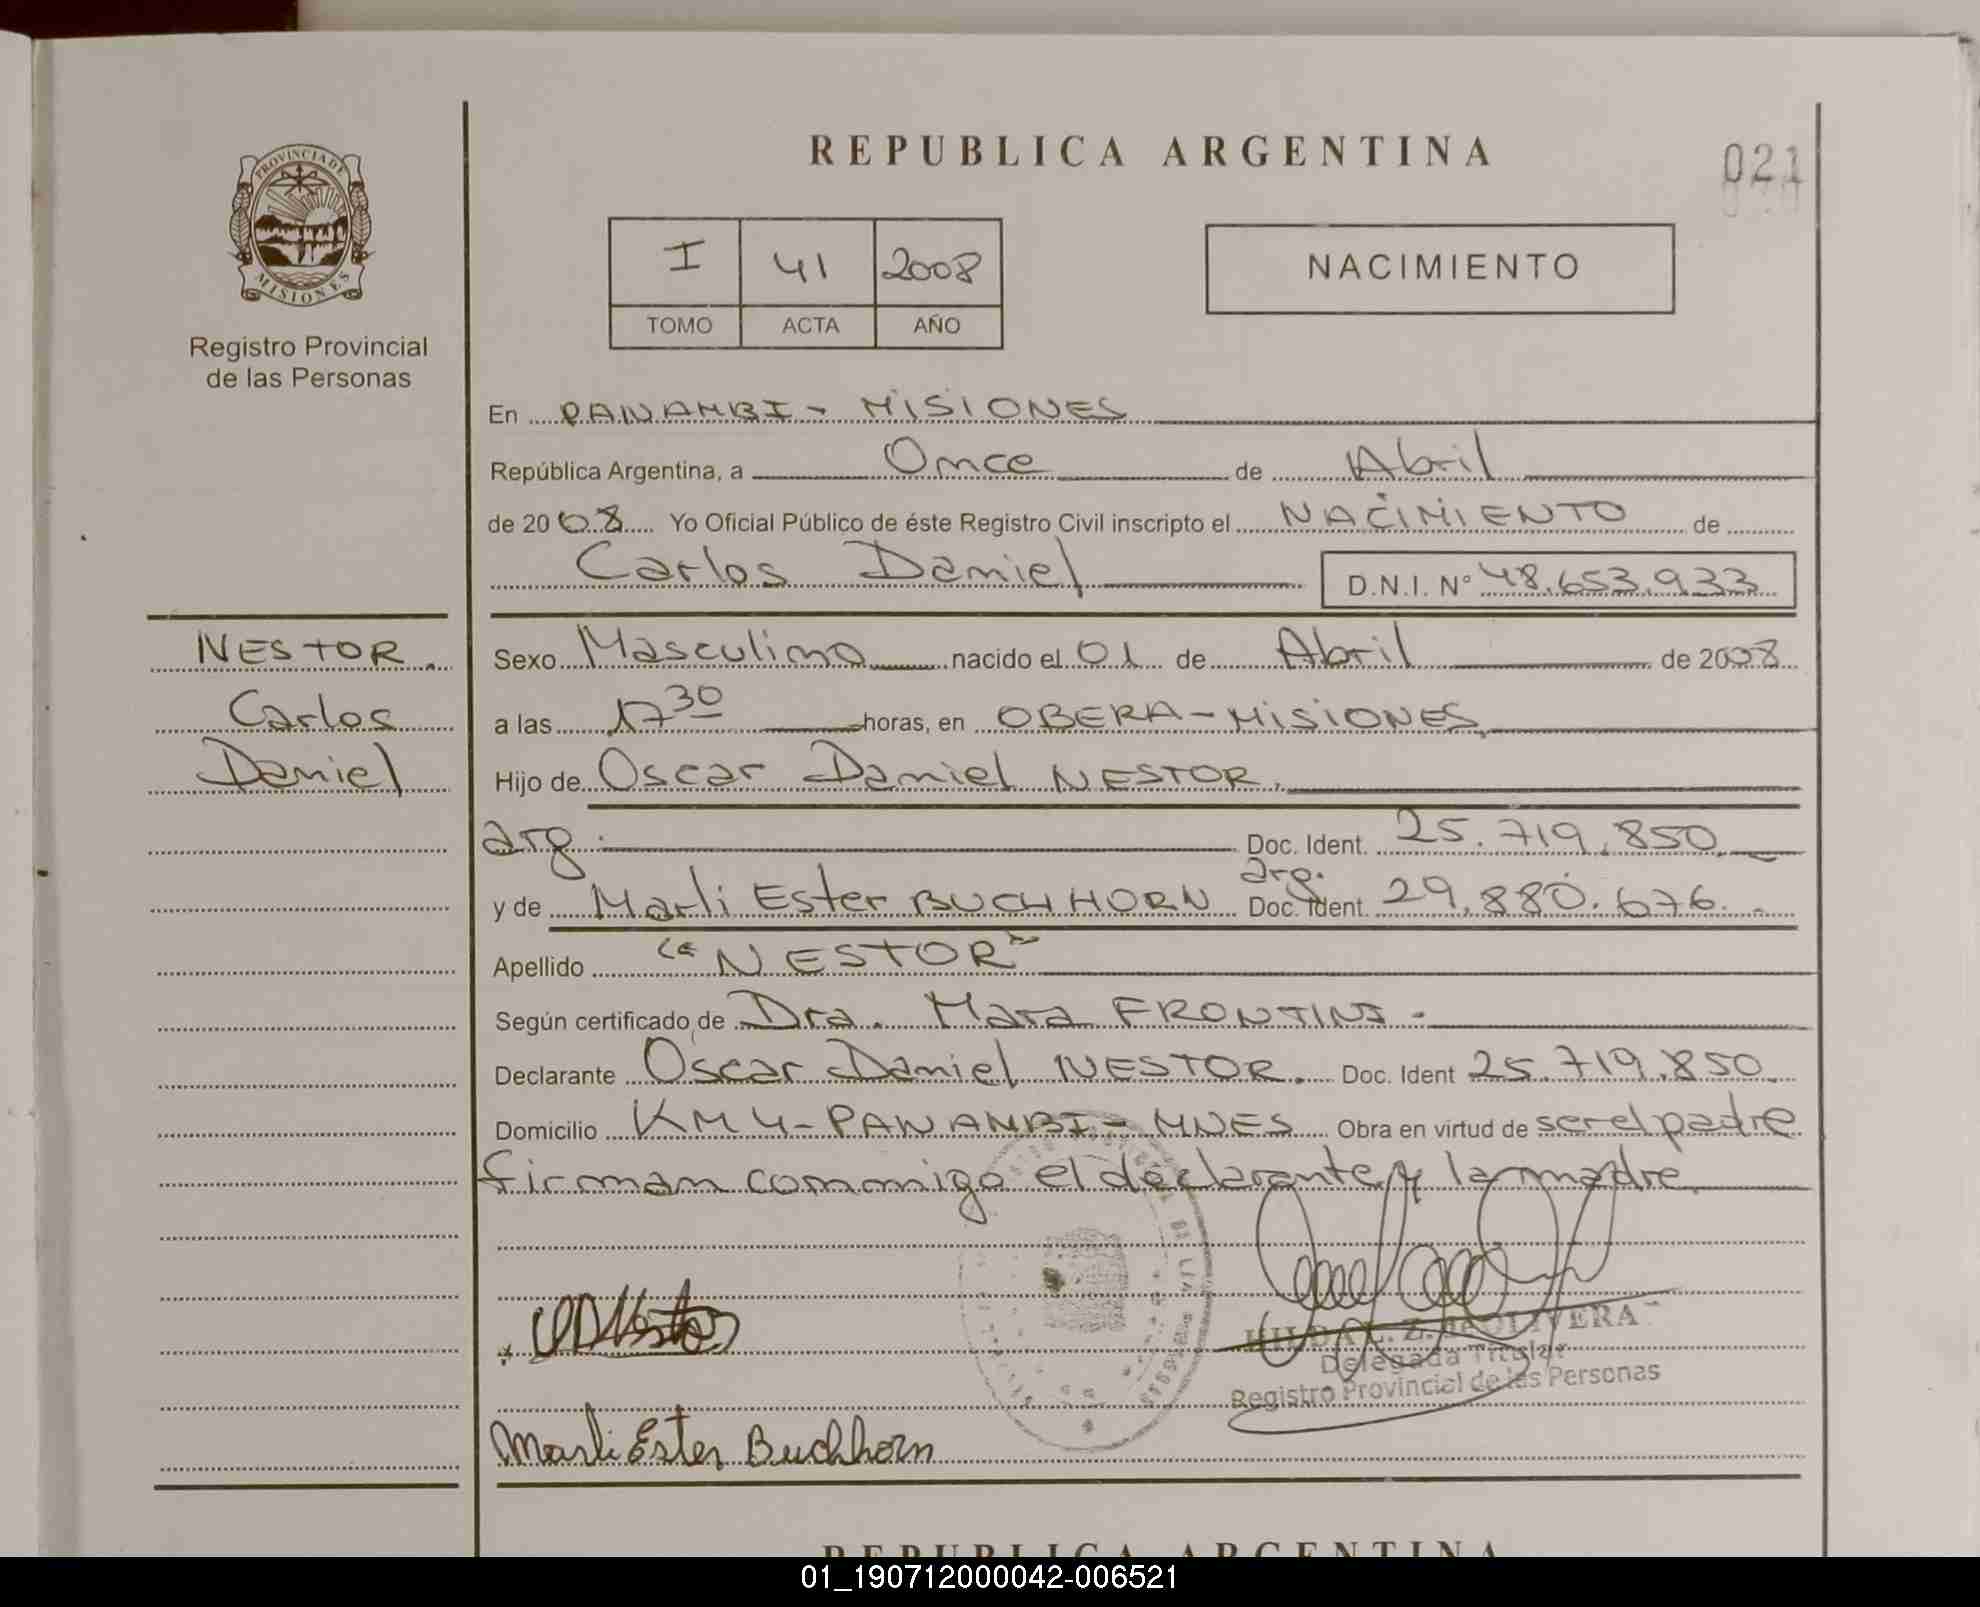 REPUBLICA ARGENTINA
021
PROVINCIA DE
MISIONES
Registro Provincial
de las Personas
I 41 2008
TOMO ACTA AÑO
NACIMIENTO
En PANAMBI - MISIONES
República Argentina, a Once de Abril
de 2008 Yo Oficial Público de éste Registro Civil inscripto el NACIMIENTO de
Carlos Daniel D.N.I. N° 48.653.933
NESTOR.
Carlos
Daniel
Sexo Masculino nacido el 01 de Abril de 2008
a las 17 30 horas, en OBERA - MISIONES
Hijo de Oscar Daniel NESTOR.
arg. Doc. Ident. 25.719.850
y de Marli Ester BUCHHORN arg. Doc. Ident. 29.880.676.
Apellido "NESTOR"
Según certificado de Dra. Mara FRONTINI.
Declarante Oscar Daniel NESTOR. Doc. Ident 25.719.850
Domicilio KM 4 - PANAMBI - MNES Obra en virtud de ser el padre
firman conmigo el declarante y la madre
HILDA L. Z. de OLIVERA
Delegada Titular
Registro Provincial de las Personas
Marli Ester Buchhorn
REPUBLICA ARGENTINA
01_190712000042-006521